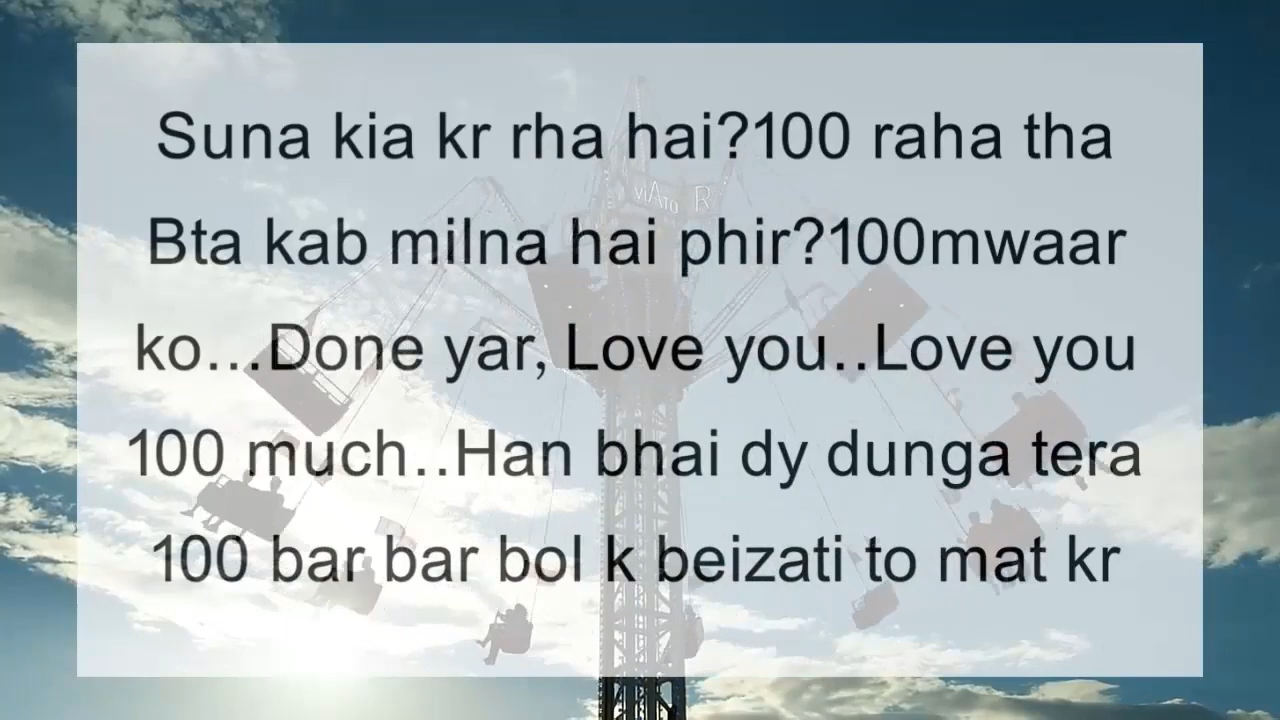 Suna kia kr rha hai?100 raha tha
Bta kab milna hai phir?100mwaar
ko...Done yar, Love you..Love you
100 much..Han bhai dy dunga tera
100 bar bar bol k beizati to mat kr
viAto R